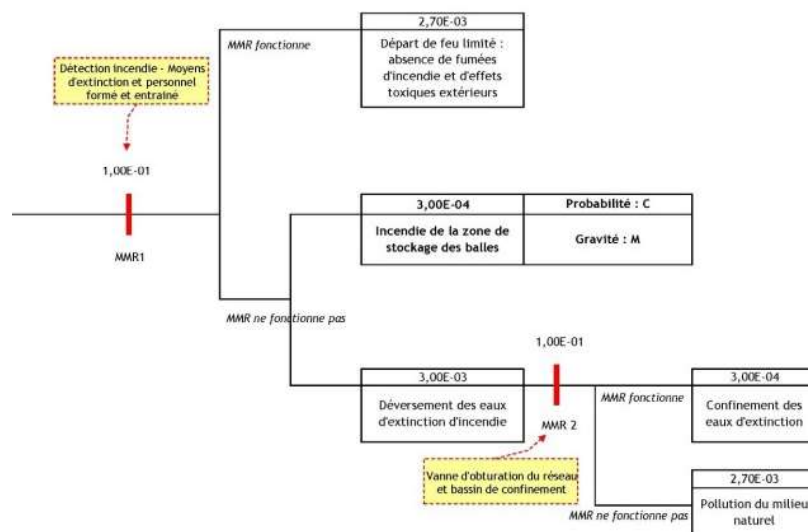 2,70E-03
MMR fonctionne
Départ de feu limité :
absence de fumées
d'incendie et d'effets
toxiques extérieurs
Détection incendie - Moyens
d'extinction et personnel
formé et entrainé
1,00E-01
MMR1
3,00E-04
Probabilité : C
Incendie de la zone de
stockage des balles
Gravité : M
MMR ne fonctionne pas
1,00E-01
3,00E-03
Déversement des eaux
d'extinction d'incendie
MMR 2
MMR fonctionne
3,00E-04
Confinement des
eaux d'extinction
Vanne d'obturation du réseau
et bassin de confinement
2,70E-03
Pollution du milieu
naturel
MMR ne fonctionne pas